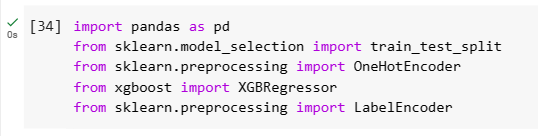 [34] import pandas as pd
0s from sklearn.model_selection import train_test_split
from sklearn.preprocessing import OneHotEncoder
from xgboost import XGBRegressor
from sklearn.preprocessing import LabelEncoder